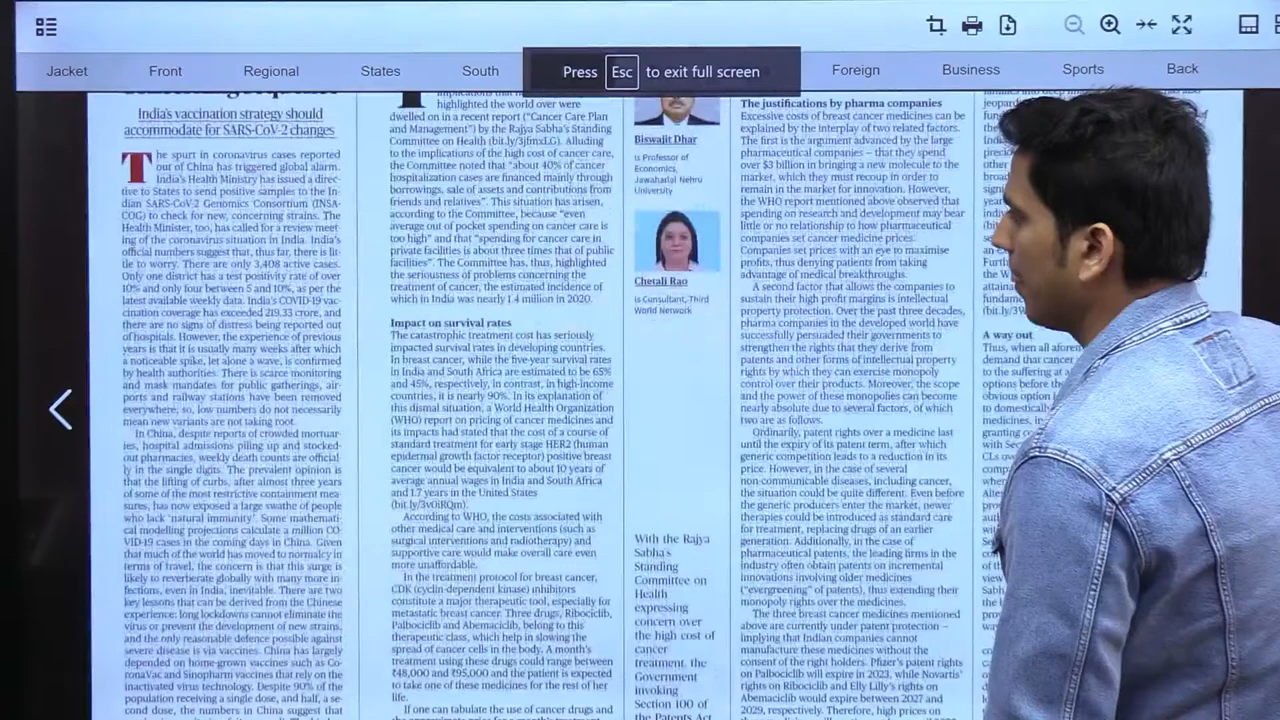 Jacket Front Regional States South Press Esc to exit full screen Foreign Business Sports Back
India's vaccination strategy should
accommodate for SARS-CoV-2 changes
The spurt in coronavirus cases reported
out of China has triggered global alarm.
India's Health Ministry has issued a direc-
tive to States to send positive samples to the In-
dian SARS-CoV-2 Genomics Consortium (INSA-
COG) to check for new, concerning strains. The
Health Minister, too, has called for a review meet-
ing of the coronavirus situation in India. India's
official numbers suggest that, thus far, there is lit-
tle to worry. There are only 3,408 active cases.
Only one district has a test positivity rate of over
10% and only four between 5 and 10%, as per the
latest available weekly data. India's COVID-19 vac-
cination coverage has exceeded 219.33 crore, and
there are no signs of distress being reported out
of hospitals. However, the experience of previous
years is that it is usually many weeks after which
a noticeable spike, let alone a wave, is confirmed
by health authorities. There is scarce monitoring
and mask mandates for public gatherings, air-
ports and railway stations have been removed
everywhere; so, low numbers do not necessarily
mean new variants are not taking root.
In China, despite reports of crowded mortuar-
ies, hospital admissions piling up and stocked-
out pharmacies, weekly death counts are official-
ly in the single digits. The prevalent opinion is
that the lifting of curbs, after almost three years
of some of the most restrictive containment mea-
sures, has now exposed a large swathe of people
who lack 'natural immunity'. Some mathemati-
cal modelling projections calculate a million CO-
VID-19 cases in the coming days in China. Given
that much of the world has moved to normalcy in
terms of travel, the concern is that this surge is
likely to reverberate globally with many more in-
fections, even in India, inevitable. There are two
key lessons that can be derived from the Chinese
experience: long lockdowns cannot eliminate the
virus or prevent the development of new strains,
and the only reasonable defence possible against
severe disease is via vaccines. China has largely
depended on home-grown vaccines such as Co-
ronaVac and Sinopharm vaccines that rely on the
inactivated virus technology. Despite 90% of the
population receiving a single dose, and half, a se-
cond dose, the numbers in China suggest that
implications that
highlighted the world over were
dwelled on in a recent report ("Cancer Care Plan
and Management") by the Rajya Sabha's Standing
Committee on Health (bit.ly/3jfmxLG). Alluding
to the implications of the high cost of cancer care,
the Committee noted that "about 40% of cancer
hospitalization cases are financed mainly through
borrowings, sale of assets and contributions from
friends and relatives". This situation has arisen,
according to the Committee, because "even
average out of pocket spending on cancer care is
too high" and that "spending for cancer care in
private facilities is about three times that of public
facilities". The Committee has, thus, highlighted
the seriousness of problems concerning the
treatment of cancer, the estimated incidence of
which in India was nearly 1.4 million in 2020.
Impact on survival rates
The catastrophic treatment cost has seriously
impacted survival rates in developing countries.
In breast cancer, while the five-year survival rates
in India and South Africa are estimated to be 65%
and 45%, respectively, in contrast, in high-income
countries, it is nearly 90%. In its explanation of
this dismal situation, a World Health Organization
(WHO) report on pricing of cancer medicines and
its impacts had stated that the cost of a course of
standard treatment for early stage HER2 (human
epidermal growth factor receptor) positive breast
cancer would be equivalent to about 10 years of
average annual wages in India and South Africa
and 1.7 years in the United States
(bit.ly/3vOiRQm).
According to WHO, the costs associated with
other medical care and interventions (such as
surgical interventions and radiotherapy) and
supportive care would make overall care even
more unaffordable.
In the treatment protocol for breast cancer,
CDK (cyclin-dependent kinase) inhibitors
constitute a major therapeutic tool, especially for
metastatic breast cancer. Three drugs, Ribociclib,
Palbociclib and Abemaciclib, belong to this
therapeutic class, which help in slowing the
spread of cancer cells in the body. A month's
treatment using these drugs could range between
₹48,000 and ₹95,000 and the patient is expected
to take one of these medicines for the rest of her
life.
If one can tabulate the use of cancer drugs and
Biswajit Dhar
is Professor of
Economics,
Jawaharlal Nehru
University
Chetali Rao
is Consultant, Third
World Network
With the Rajya
Sabha's
Standing
Committee on
Health
expressing
concern over
the high cost of
cancer
treatment, the
Government
invoking
Section 100 of
the Patents Act
The justifications by pharma companies
Excessive costs of breast cancer medicines can be
explained by the interplay of two related factors.
The first is the argument advanced by the large
pharmaceutical companies – that they spend
over $3 billion in bringing a new molecule to the
market, which they must recoup in order to
remain in the market for innovation. However,
the WHO report mentioned above observed that
spending on research and development may bear
little or no relationship to how pharmaceutical
companies set cancer medicine prices.
Companies set prices with an eye to maximise
profits, thus denying patients from taking
advantage of medical breakthroughs.
A second factor that allows the companies to
sustain their high profit margins is intellectual
property protection. Over the past three decades,
pharma companies in the developed world have
successfully persuaded their governments to
strengthen the rights that they derive from
patents and other forms of intellectual property
rights by which they can exercise monopoly
control over their products. Moreover, the scope
and the power of these monopolies can become
nearly absolute due to several factors, of which
two are as follows.
Ordinarily, patent rights over a medicine last
until the expiry of its patent term, after which
generic competition leads to a reduction in its
price. However, in the case of several
non-communicable diseases, including cancer,
the situation could be quite different. Even before
the generic producers enter the market, newer
therapies could be introduced as standard care
for treatment, replacing drugs of an earlier
generation. Additionally, in the case of
pharmaceutical patents, the leading firms in the
industry often obtain patents on incremental
innovations involving older medicines
("evergreening" of patents), thus extending their
monopoly rights over the medicines.
The three breast cancer medicines mentioned
above are currently under patent protection –
implying that Indian companies cannot
manufacture these medicines without the
consent of the right holders. Pfizer's patent rights
on Palbociclib will expire in 2023, while Novartis'
rights on Ribociclib and Elly Lilly's rights on
Abemaciclib would expire between 2027 and
2029, respectively. Therefore, high prices on
A way out
Thus, when all
demand that cancer
to the suffering at
options before the
obvious option
to domestically
medicines, in
granting
with Sec